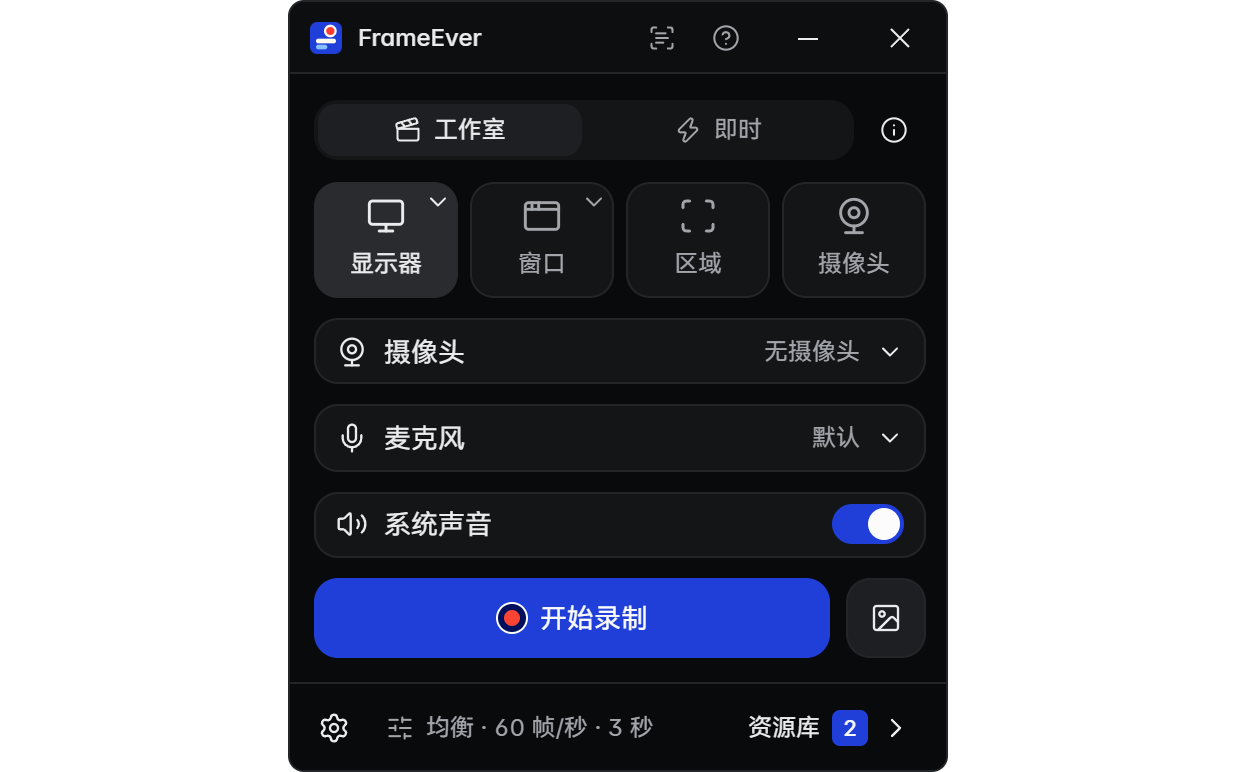 FrameEver
工作室 即时
显示器 窗口 区域 摄像头
摄像头 无摄像头
麦克风 默认
系统声音
开始录制
均衡 · 60 帧/秒 · 3 秒 资源库 2